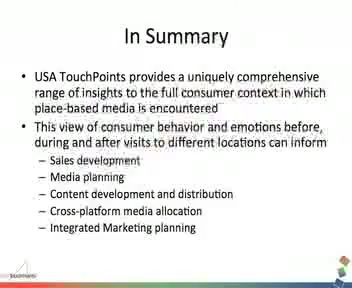 In Summary
• USA TouchPoints provides a uniquely comprehensive
range of insights to the full consumer context in which
place-based media is encountered
• This view of consumer behavior and emotions before,
during and after visits to different locations can inform
– Sales development
– Media planning
– Content development and distribution
– Cross-platform media allocation
– Integrated Marketing planning